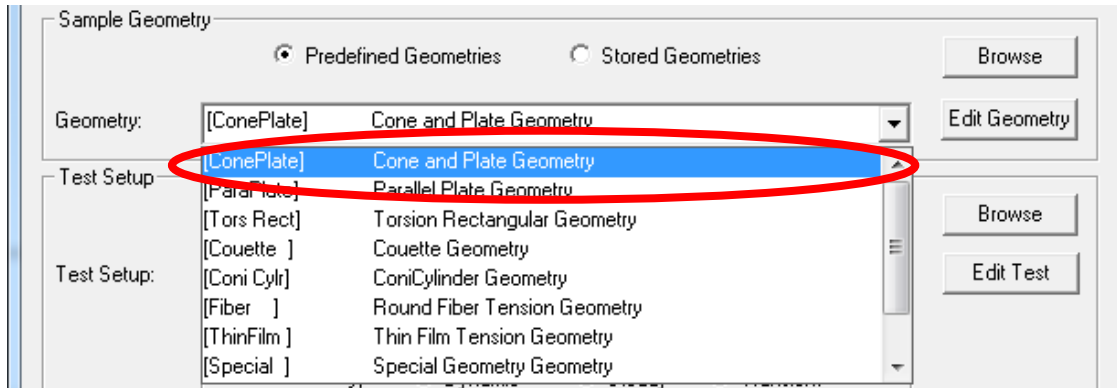 Sample Geometry
Predefined Geometries Stored Geometries Browse
Geometry: [ConePlate] Cone and Plate Geometry Edit Geometry
[ConePlate] Cone and Plate Geometry
Test Setup [ParaPlate] Parallel Plate Geometry
[Tors Rect] Torsion Rectangular Geometry Browse
[Couette ] Couette Geometry
Test Setup: [Coni Cylr] ConiCylinder Geometry Edit Test
[Fiber ] Round Fiber Tension Geometry
[ThinFilm ] Thin Film Tension Geometry
[Special ] Special Geometry Geometry